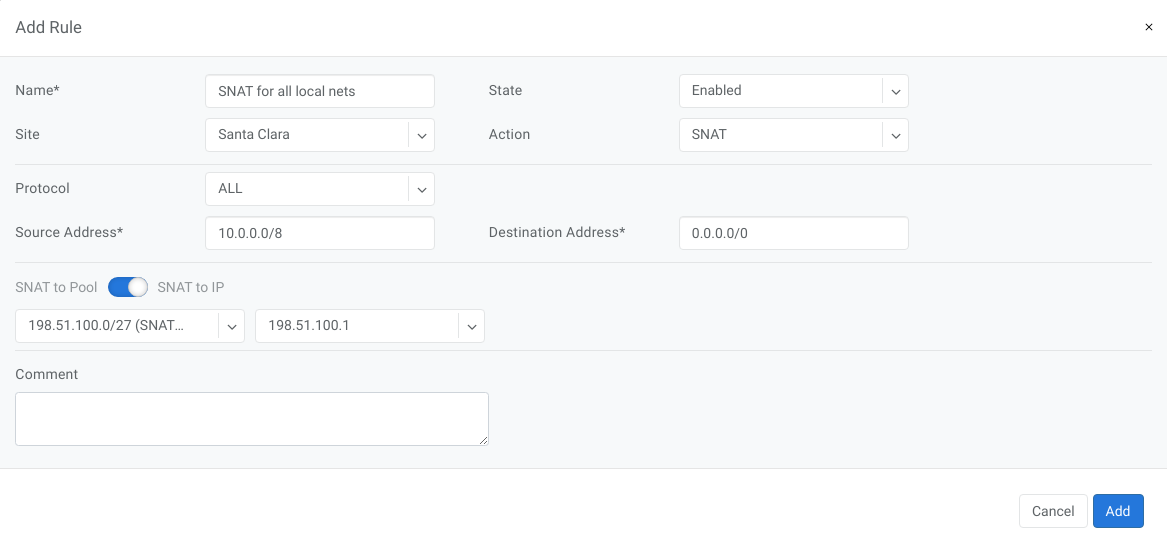 Add Rule ×
Name* SNAT for all local nets State Enabled
Site Santa Clara Action SNAT
Protocol ALL
Source Address* 10.0.0.0/8 Destination Address* 0.0.0.0/0
SNAT to Pool SNAT to IP
198.51.100.0/27 (SNAT... 198.51.100.1
Comment
Cancel Add